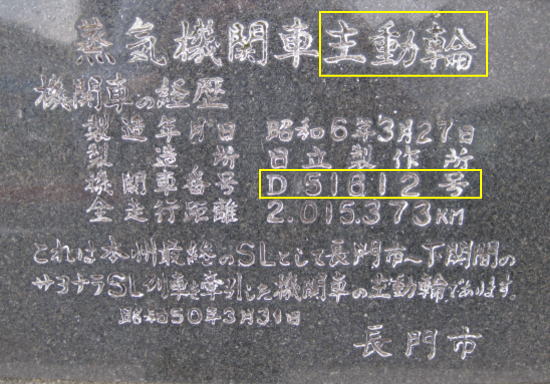 蒸気機関車主動輪
機関車の経歴
製造年月日 昭和6年3月27日
製造所 日立製作所
機関車番号 D51812号
全走行距離 2.015.373KM
これは本州最終のSLとして長門市〜下関間の
サヨナラSL列車を牽引した機関車の主動輪であります。
昭和50年3月31日
長門市